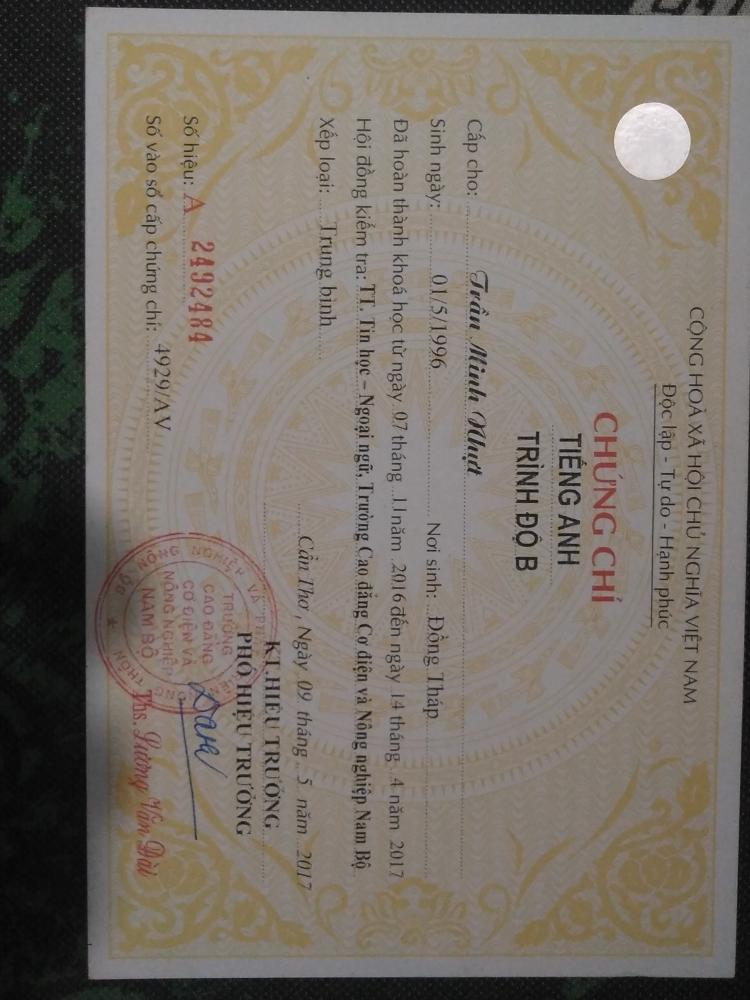 CỘNG HOÀ XÃ HỘI CHỦ NGHĨA VIỆT NAM
Độc lập - Tự do - Hạnh phúc
CHỨNG CHỈ
TIẾNG ANH
TRÌNH ĐỘ B
Cấp cho: Trần Minh Nhựt
Sinh ngày: 01/5/1996 Nơi sinh: Đồng Tháp
Đã hoàn thành khoá học từ ngày 07 tháng 11 năm 2016 đến ngày 14 tháng 4 năm 2017
Hội đồng kiểm tra: TT. Tin học – Ngoại ngữ, Trường Cao đẳng Cơ điện và Nông nghiệp Nam Bộ
Xếp loại: Trung bình
Cần Thơ, Ngày 09 tháng 5 năm 2017
KT.HIỆU TRƯỞNG
PHÓ HIỆU TRƯỞNG
Số hiệu: A 2492484
Số vào sổ cấp chứng chỉ: 4929/AV
NÔNG NGHIỆP VÀ
TRƯỜNG
CAO ĐẲNG
CƠ ĐIỆN VÀ
NÔNG NGHIỆP
NAM BỘ
Ths. Lương Văn Đài